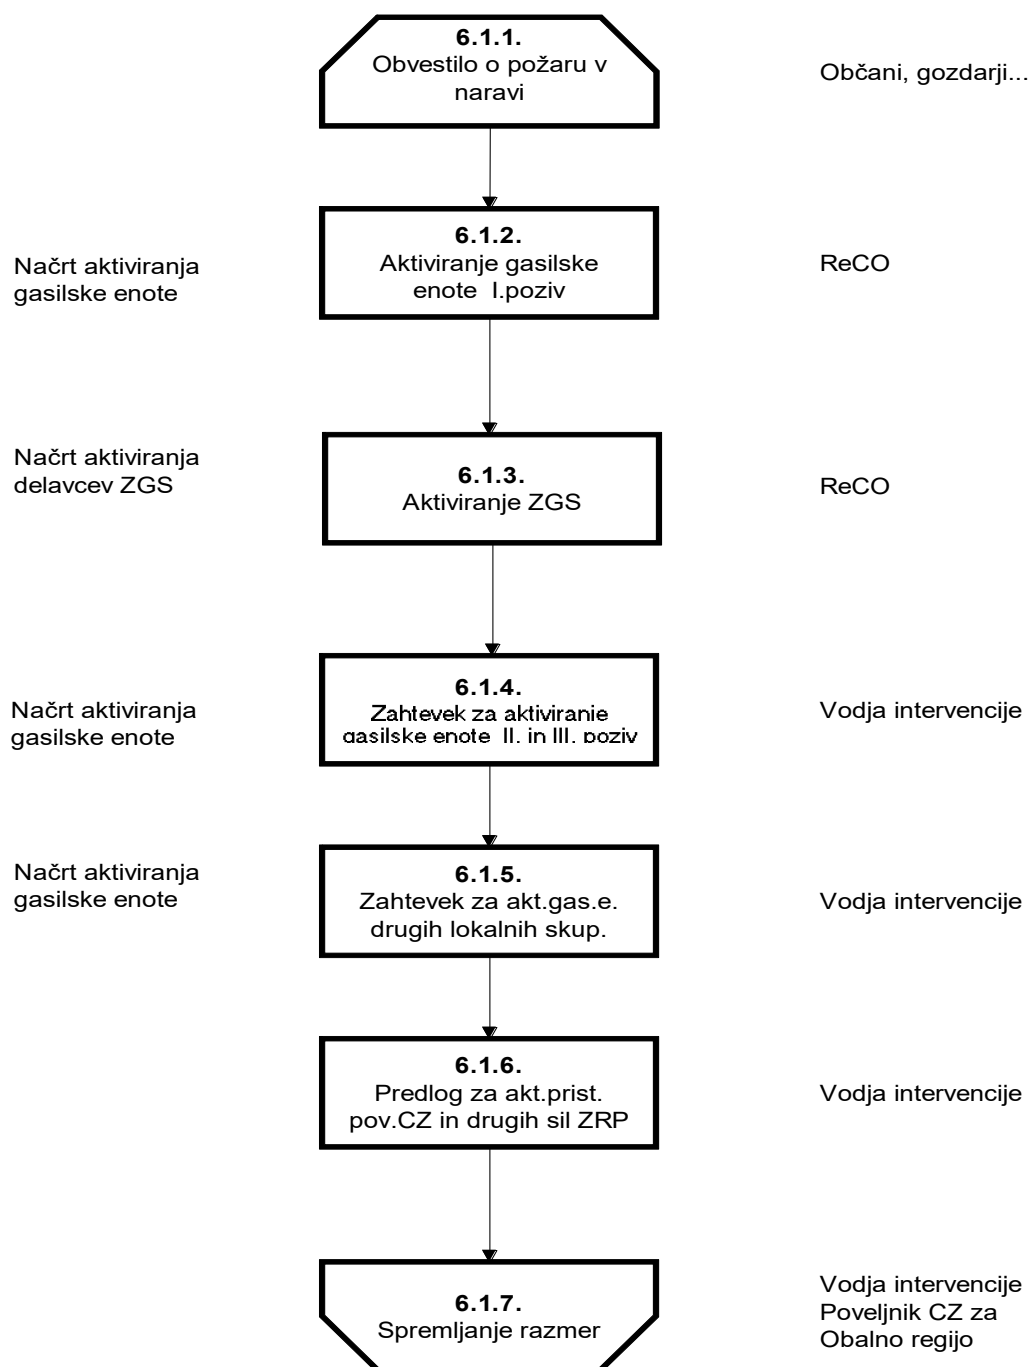 6.1.1.
Obvestilo o požaru v
naravi
Občani, gozdarji...
Načrt aktiviranja
gasilske enote
6.1.2.
Aktiviranje gasilske
enote I.poziv
ReCO
Načrt aktiviranja
delavcev ZGS
6.1.3.
Aktiviranje ZGS
ReCO
Načrt aktiviranja
gasilske enote
6.1.4.
Zahtevek za aktiviranje
gasilske enote II. in III. poziv
Vodja intervencije
Načrt aktiviranja
gasilske enote
6.1.5.
Zahtevek za akt.gas.e.
drugih lokalnih skup.
Vodja intervencije
6.1.6.
Predlog za akt.prist.
pov.CZ in drugih sil ZRP
Vodja intervencije
6.1.7.
Spremljanje razmer
Vodja intervencije
Poveljnik CZ za
Obalno regijo